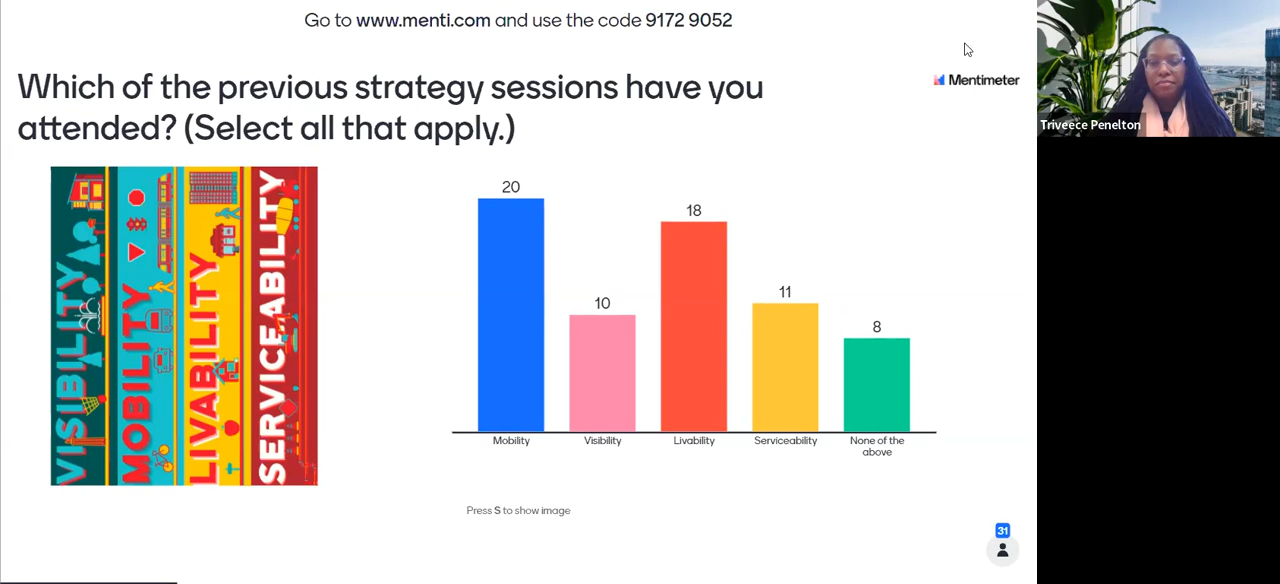 Go to www.menti.com and use the code 9172 9052
Which of the previous strategy sessions have you
attended? (Select all that apply.)
Mentimeter
Triveece Penelton
VISIBILITY
MOBILITY
LIVABILITY
SERVICEABILITY
20
10
18
11
8
Mobility
Visibility
Livability
Serviceability
None of the
above
Press S to show image
31